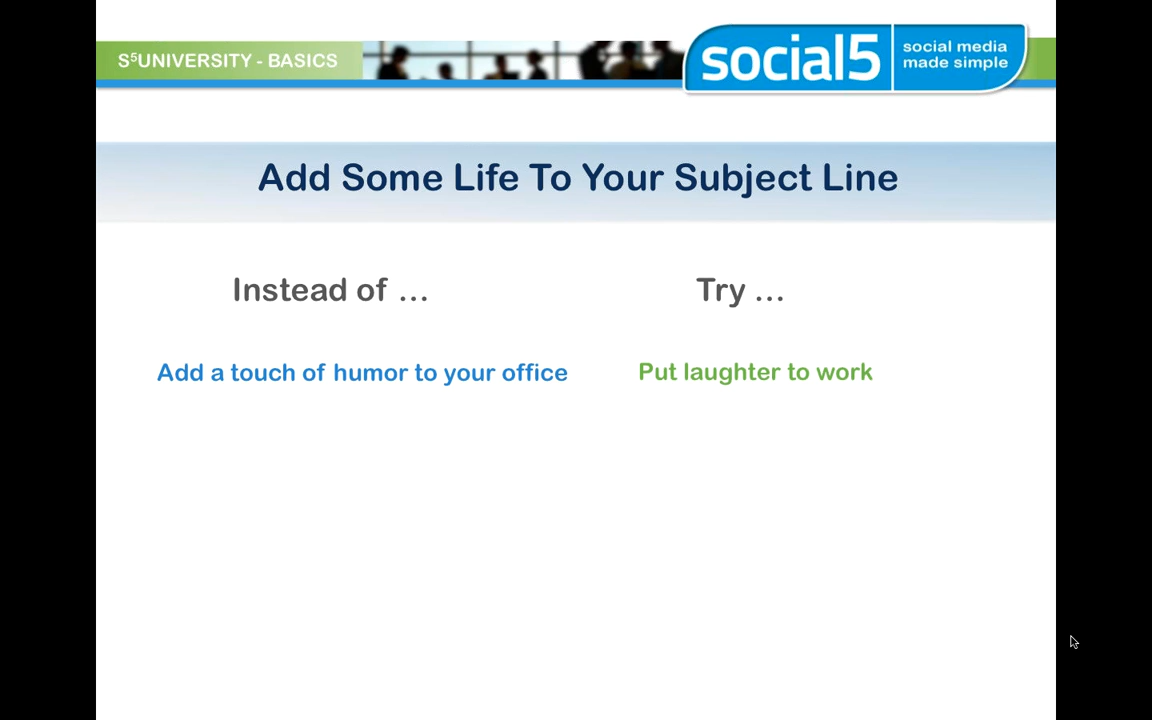 S⁵UNIVERSITY - BASICS
social5
social media
made simple
Add Some Life To Your Subject Line
Instead of ...
Try ...
Add a touch of humor to your office
Put laughter to work